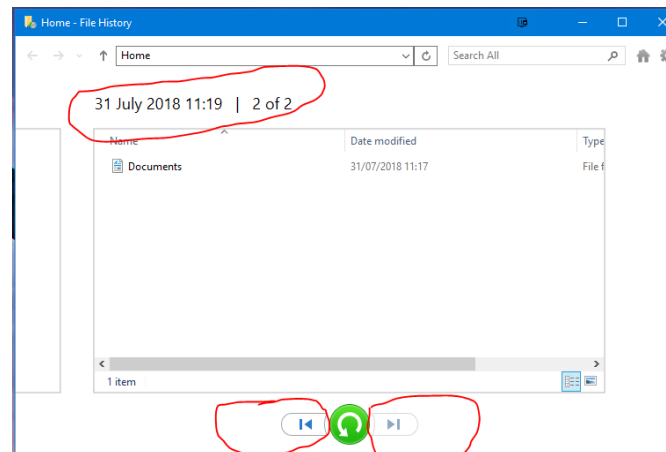 Home - File History
Home
Search All
31 July 2018 11:19 | 2 of 2
Name Date modified Type
Documents 31/07/2018 11:17 File f
1 item